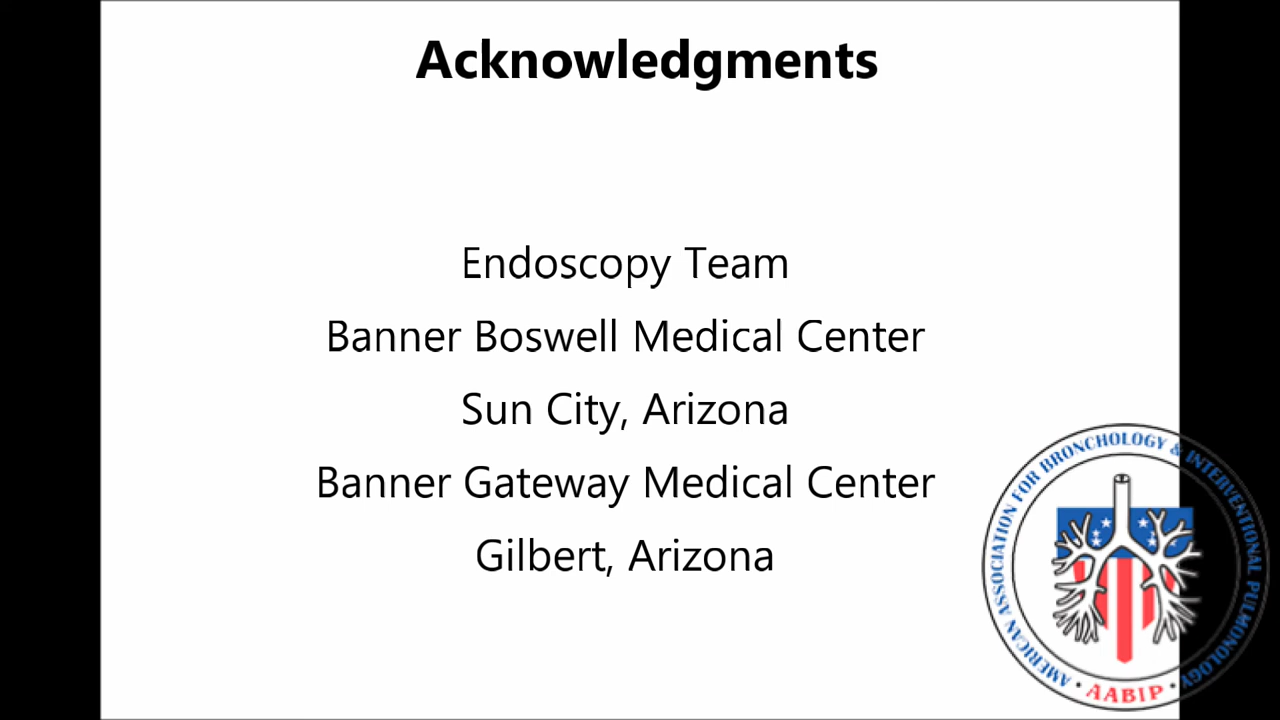 Acknowledgments
Endoscopy Team
Banner Boswell Medical Center
Sun City, Arizona
Banner Gateway Medical Center
Gilbert, Arizona
AMERICAN ASSOCIATION FOR BRONCHOLOGY & INTERVENTIONAL PULMONOLOGY
· AABIP ·